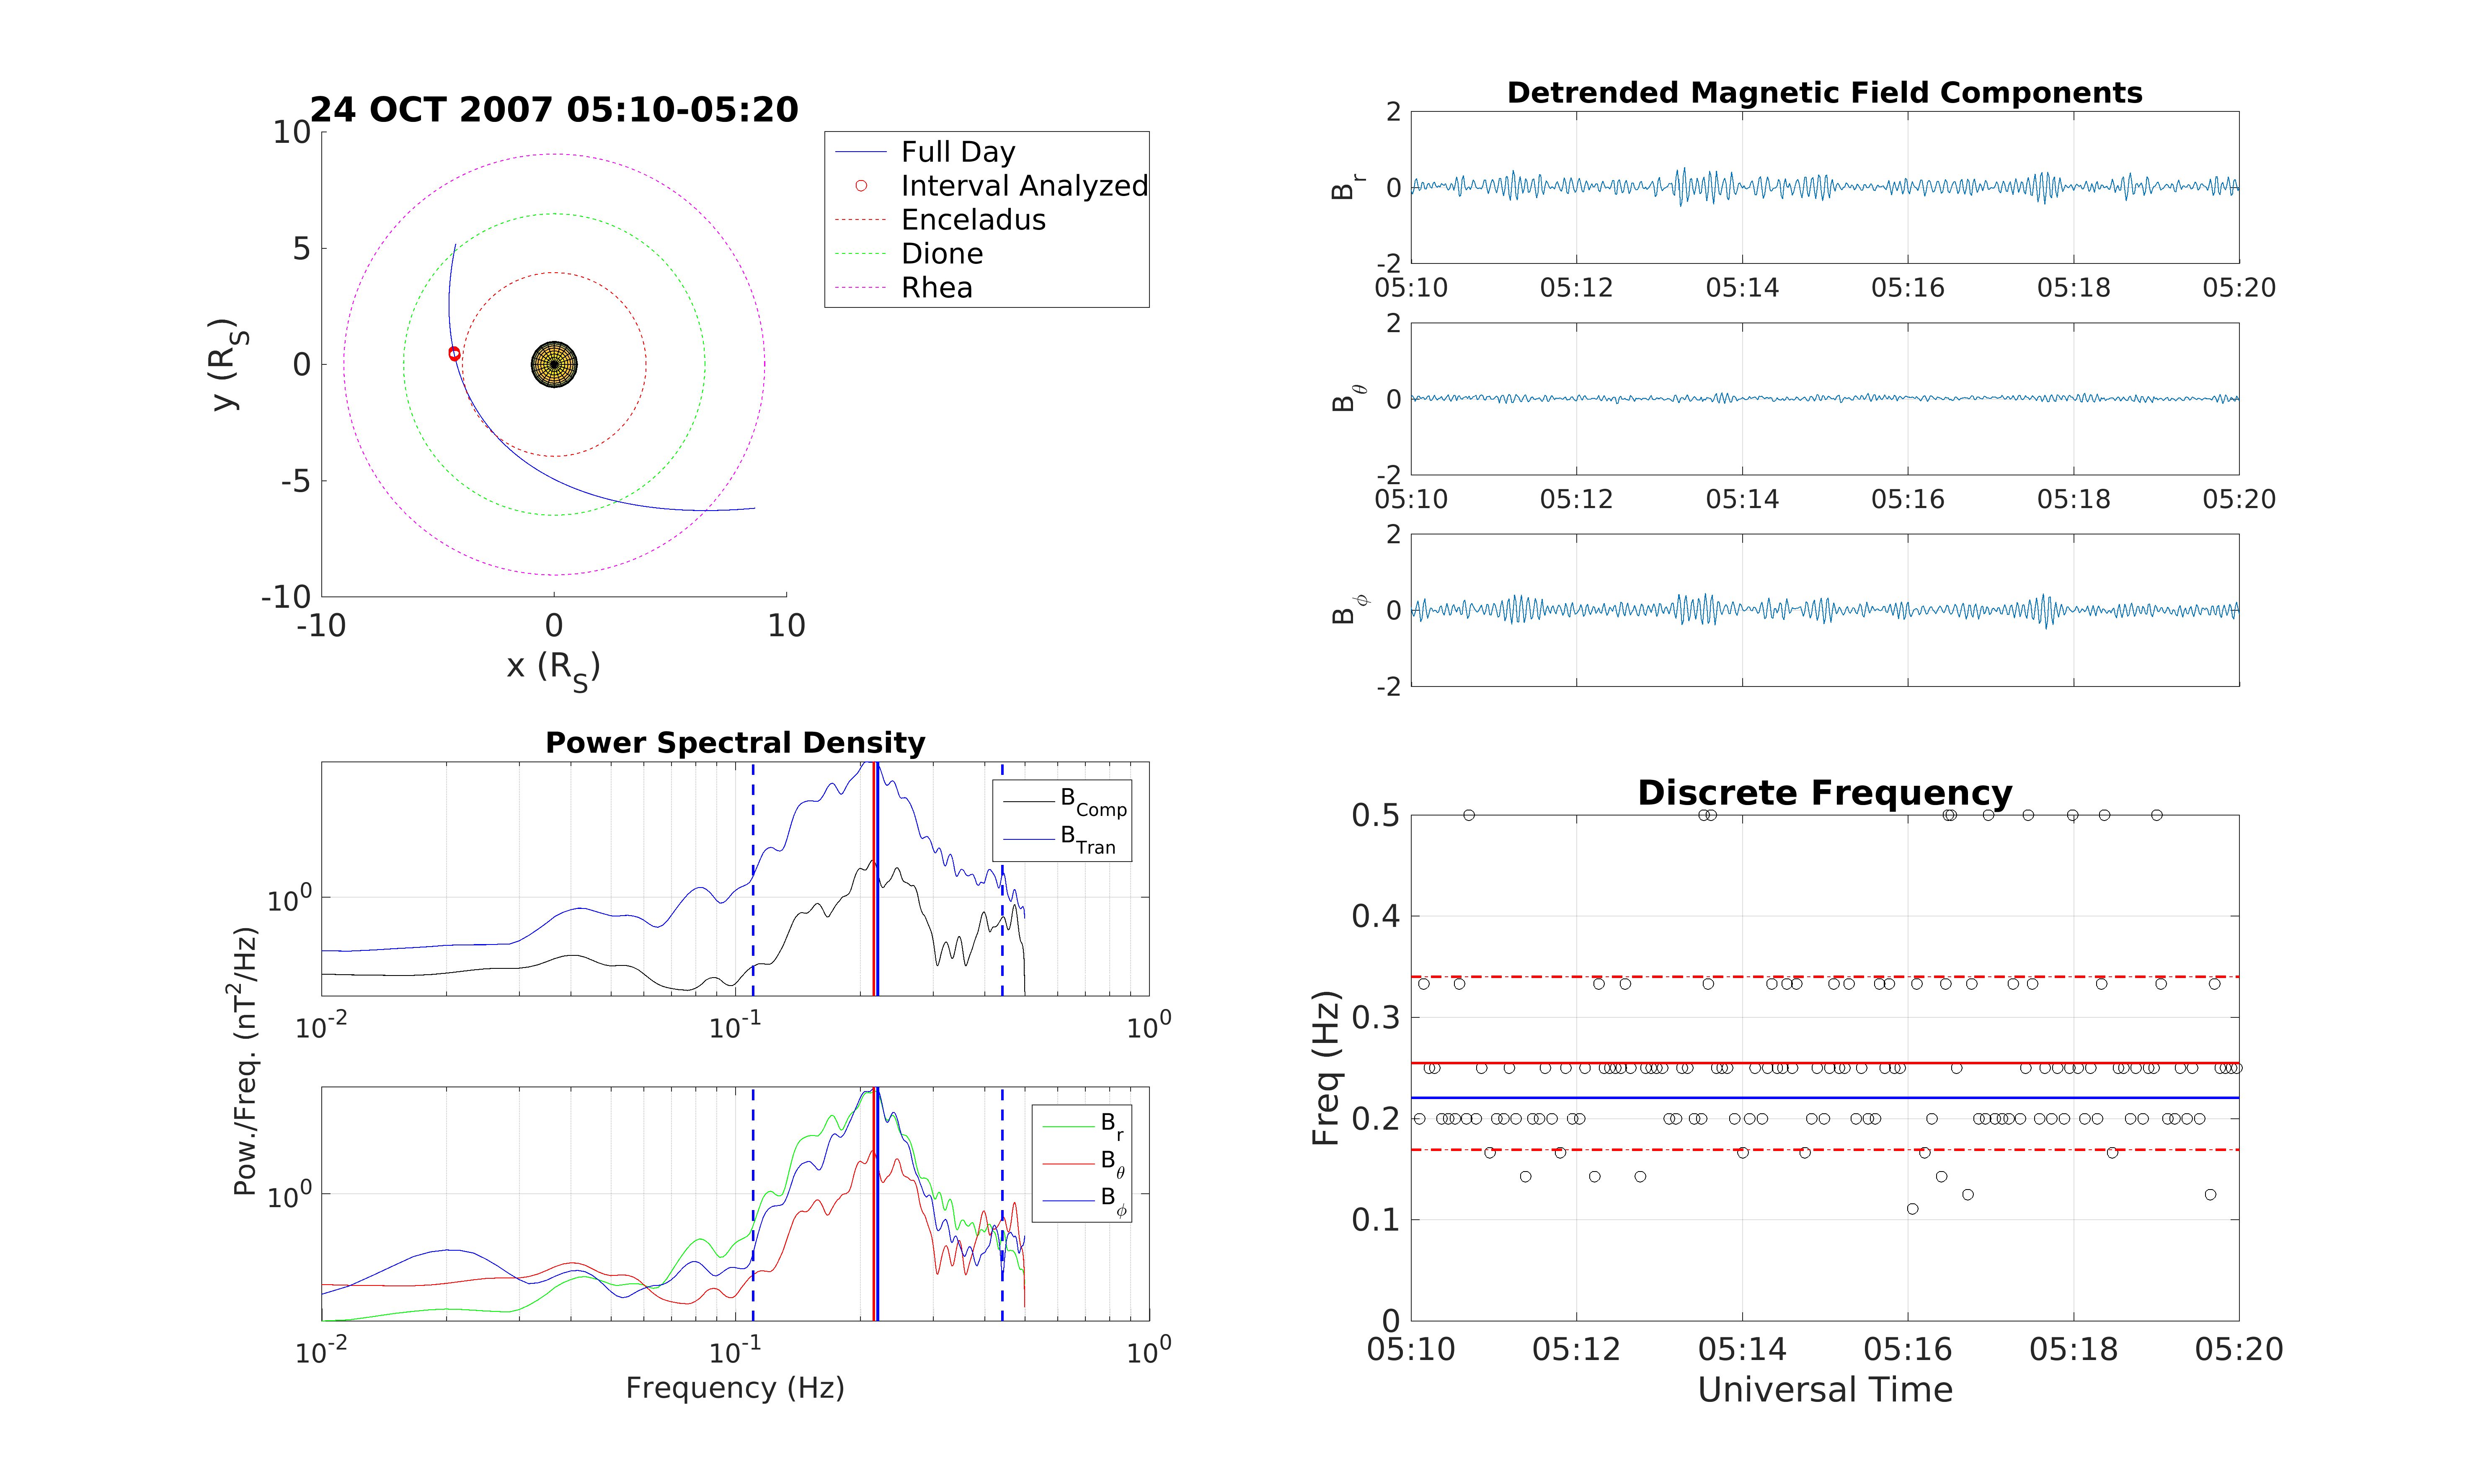 24 OCT 2007 05:10-05:20
10
5
0
-5
-10
-10 0 10
y (R_S)
x (R_S)
Full Day
Interval Analyzed
Enceladus
Dione
Rhea
Detrended Magnetic Field Components
2
0
-2
B_r
05:10 05:12 05:14 05:16 05:18 05:20
2
0
-2
B_θ
05:10 05:12 05:14 05:16 05:18 05:20
2
0
-2
B_ϕ
Power Spectral Density
10^0
B_Comp
B_Tran
10^-2 10^-1 10^0
Pow./Freq. (nT^2/Hz)
10^0
B_r
B_θ
B_ϕ
10^-2 10^-1 10^0
Frequency (Hz)
Discrete Frequency
0.5
0.4
0.3
0.2
0.1
0
Freq (Hz)
05:10 05:12 05:14 05:16 05:18 05:20
Universal Time